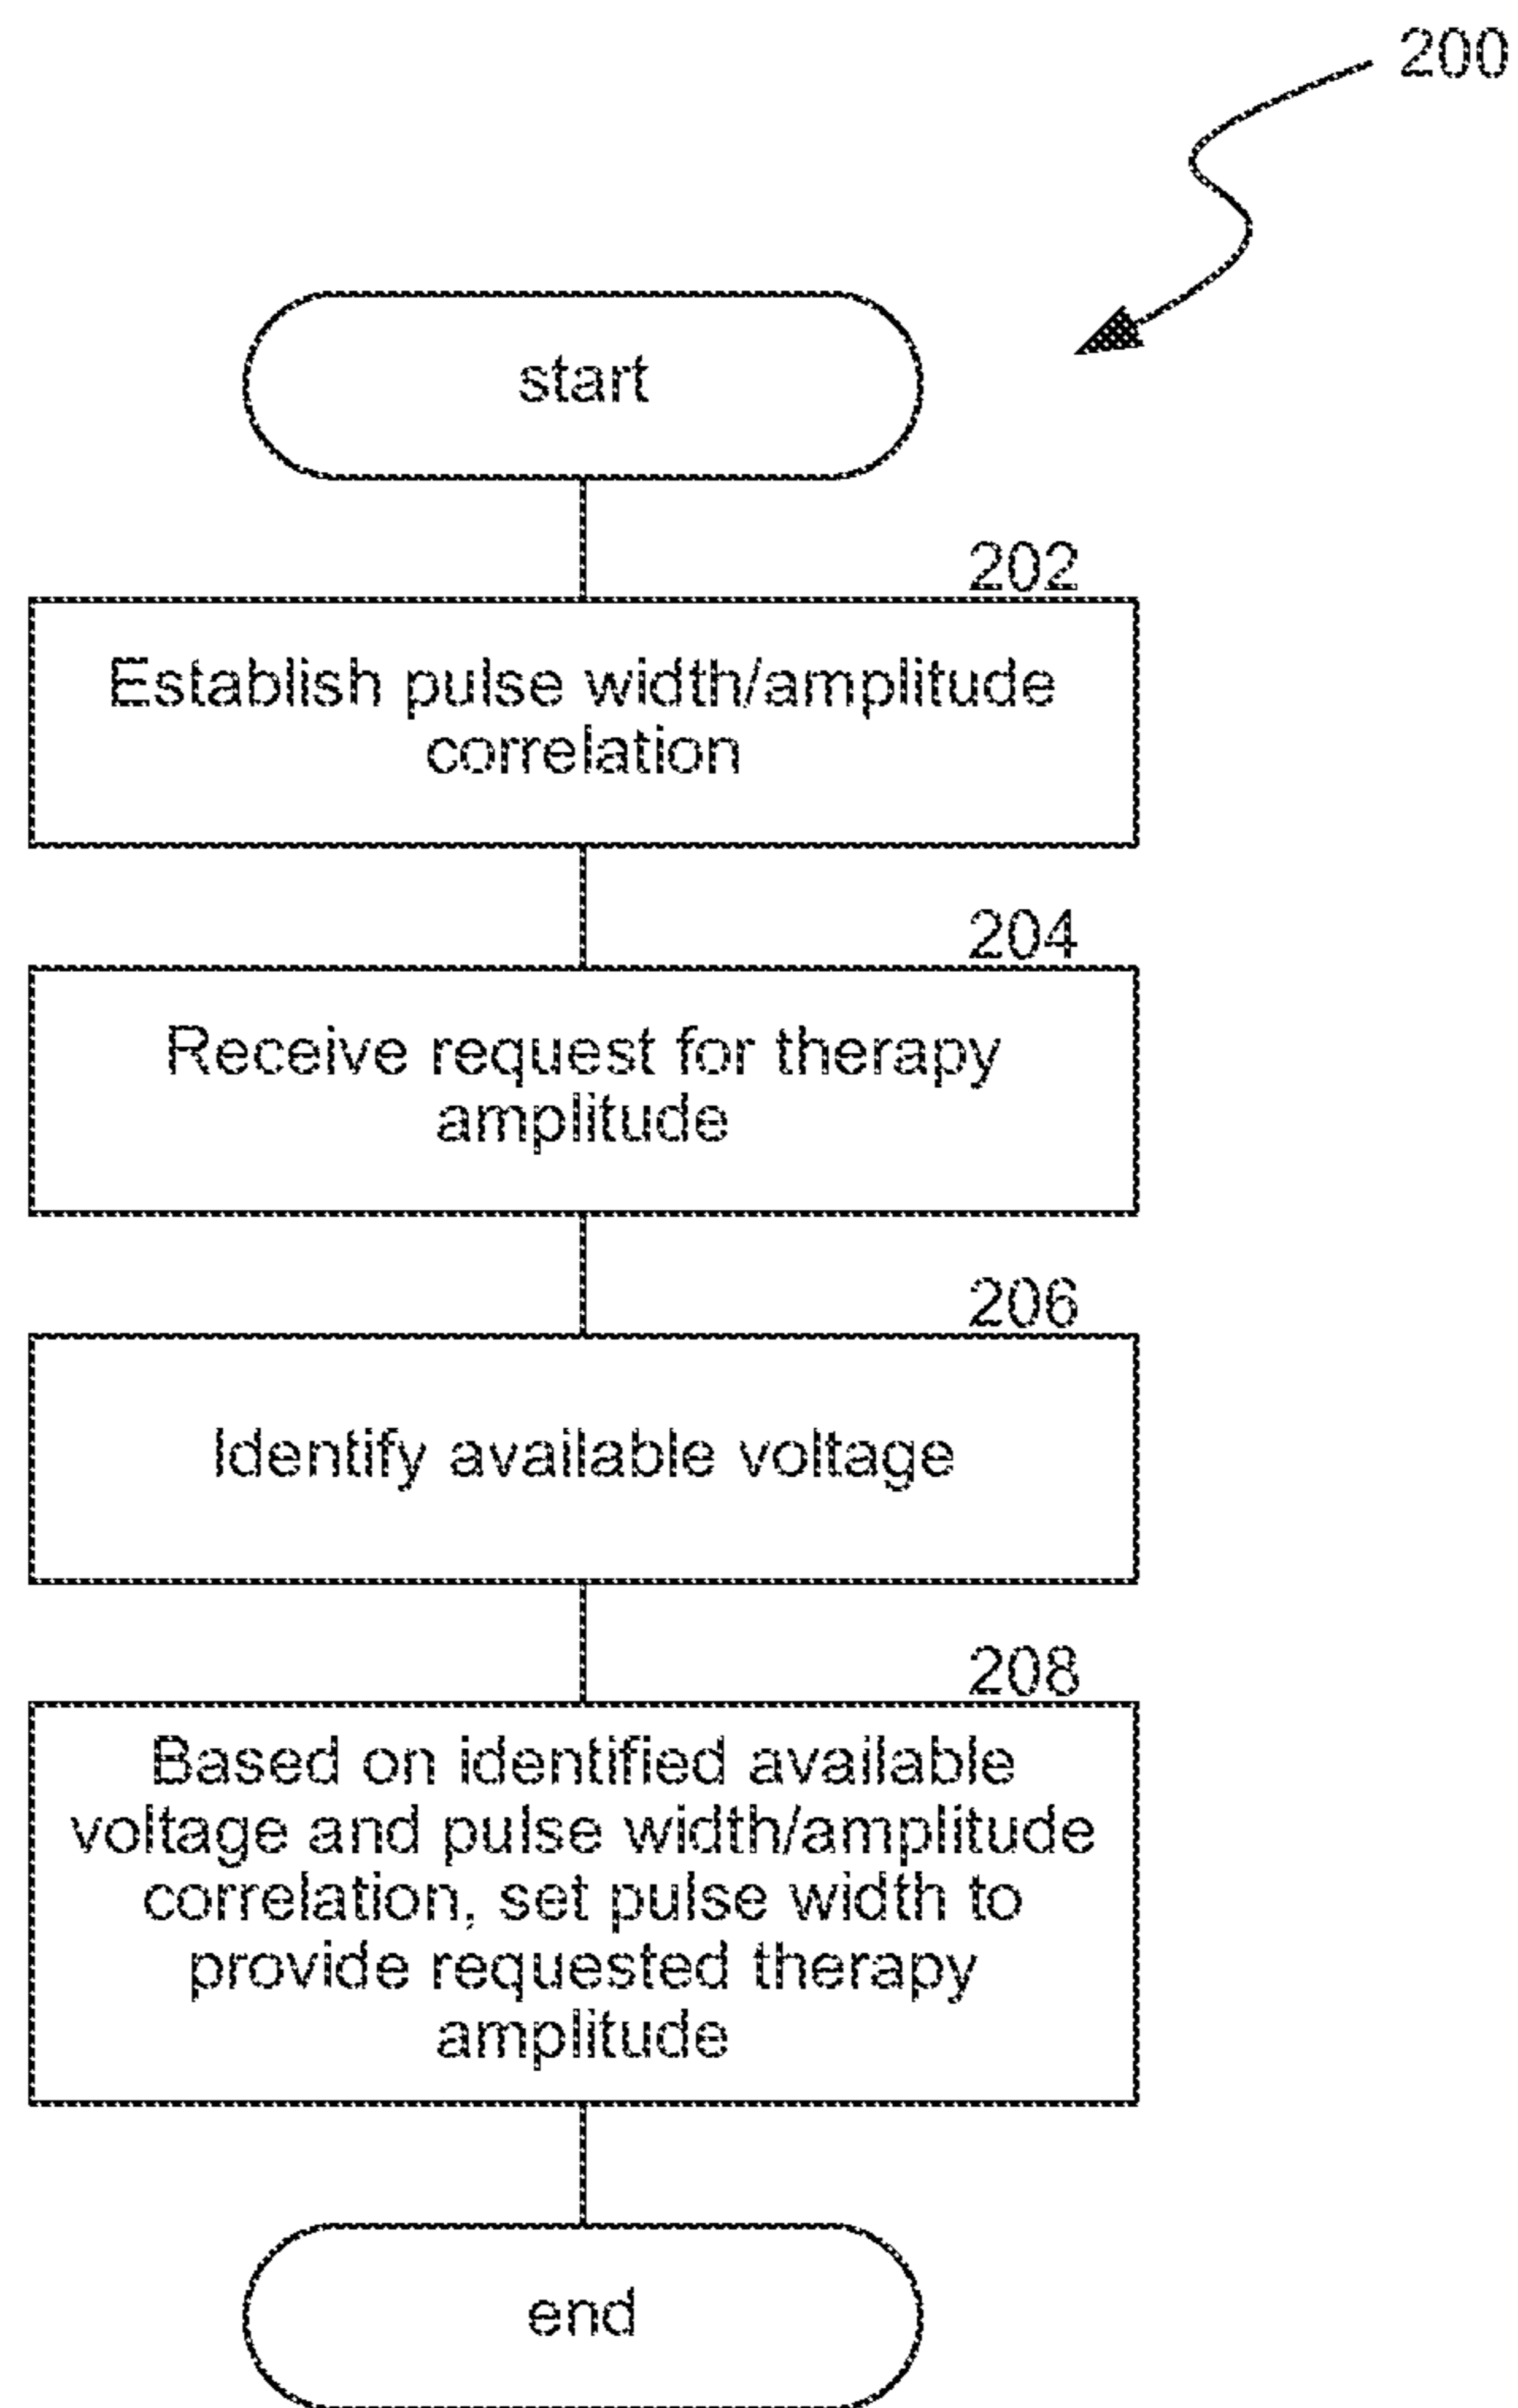 200
start
202
Establish pulse width/amplitude
correlation
204
Receive request for therapy
amplitude
206
Identify available voltage
208
Based on identified available
voltage and pulse width/amplitude
correlation, set pulse width to
provide requested therapy
amplitude
end